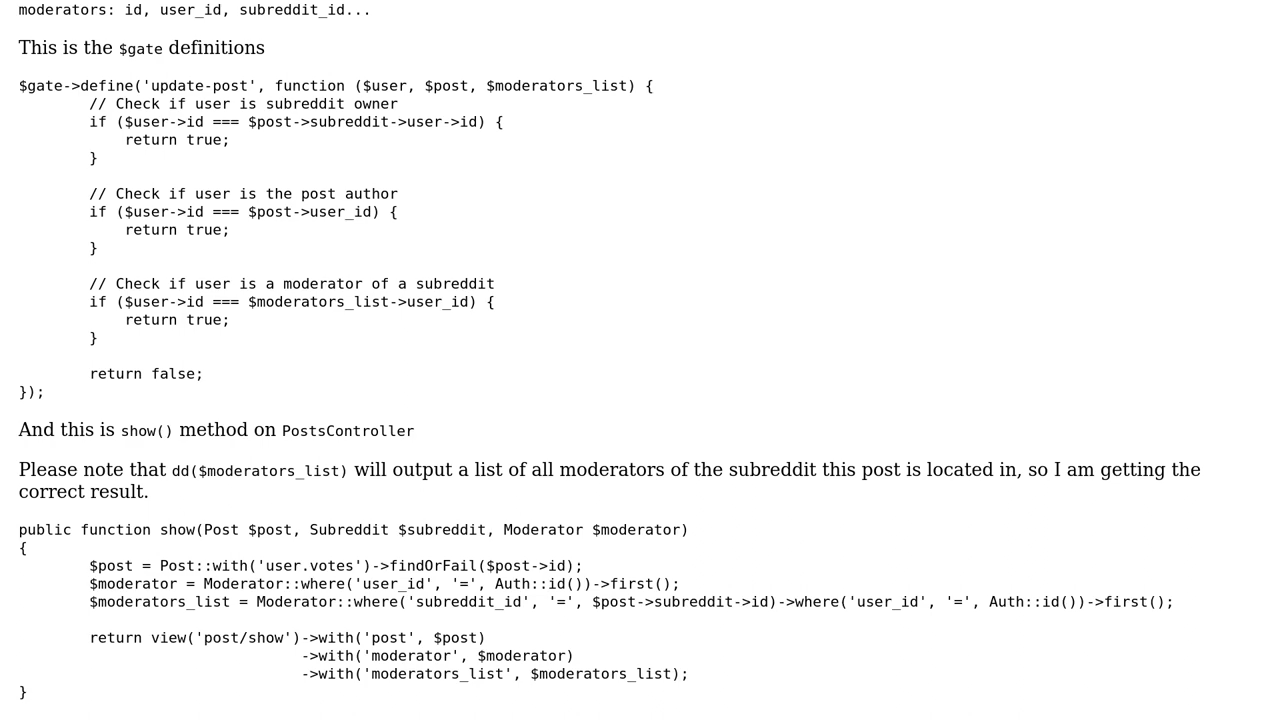 moderators: id, user_id, subreddit_id...
This is the $gate definitions
$gate->define('update-post', function ($user, $post, $moderators_list) {
        // Check if user is subreddit owner
        if ($user->id === $post->subreddit->user->id) {
            return true;
        }

        // Check if user is the post author
        if ($user->id === $post->user_id) {
            return true;
        }

        // Check if user is a moderator of a subreddit
        if ($user->id === $moderators_list->user_id) {
            return true;
        }

        return false;
});
And this is show() method on PostsController
Please note that dd($moderators_list) will output a list of all moderators of the subreddit this post is located in, so I am getting the
correct result.
public function show(Post $post, Subreddit $subreddit, Moderator $moderator)
{
        $post = Post::with('user.votes')->findOrFail($post->id);
        $moderator = Moderator::where('user_id', '=', Auth::id())->first();
        $moderators_list = Moderator::where('subreddit_id', '=', $post->subreddit->id)->where('user_id', '=', Auth::id())->first();

        return view('post/show')->with('post', $post)
                                ->with('moderator', $moderator)
                                ->with('moderators_list', $moderators_list);
}